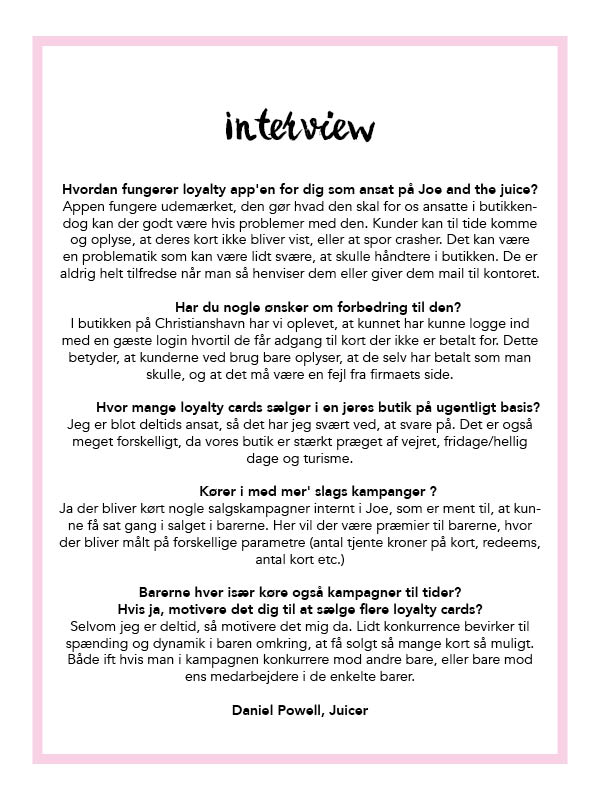 interview
Hvordan fungerer loyalty app'en for dig som ansat på Joe and the juice?
Appen fungere udemærket, den gør hvad den skal for os ansatte i butikken-
dog kan der godt være hvis problemer med den. Kunder kan til tide komme
og oplyse, at deres kort ikke bliver vist, eller at spor crasher. Det kan være
en problematik som kan være lidt svære, at skulle håndtere i butikken. De er
aldrig helt tilfredse når man så henviser dem eller giver dem mail til kontoret.
Har du nogle ønsker om forbedring til den?
I butikken på Christianshavn har vi oplevet, at kunnet har kunne logge ind
med en gæste login hvortil de får adgang til kort der ikke er betalt for. Dette
betyder, at kunderne ved brug bare oplyser, at de selv har betalt som man
skulle, og at det må være en fejl fra firmaets side.
Hvor mange loyalty cards sælger i en jeres butik på ugentligt basis?
Jeg er blot deltids ansat, så det har jeg svært ved, at svare på. Det er også
meget forskelligt, da vores butik er stærkt præget af vejret, fridage/hellig
dage og turisme.
Kører i med mer' slags kampanger ?
Ja der bliver kørt nogle salgskampagner internt i Joe, som er ment til, at kun-
ne få sat gang i salget i barerne. Her vil der være præmier til barerne, hvor
der bliver målt på forskellige parametre (antal tjente kroner på kort, redeems,
antal kort etc.)
Barerne hver især køre også kampagner til tider?
Hvis ja, motivere det dig til at sælge flere loyalty cards?
Selvom jeg er deltid, så motivere det mig da. Lidt konkurrence bevirker til
spænding og dynamik i baren omkring, at få solgt så mange kort så muligt.
Både ift hvis man i kampagnen konkurrere mod andre bare, eller bare mod
ens medarbejdere i de enkelte barer.
Daniel Powell, Juicer